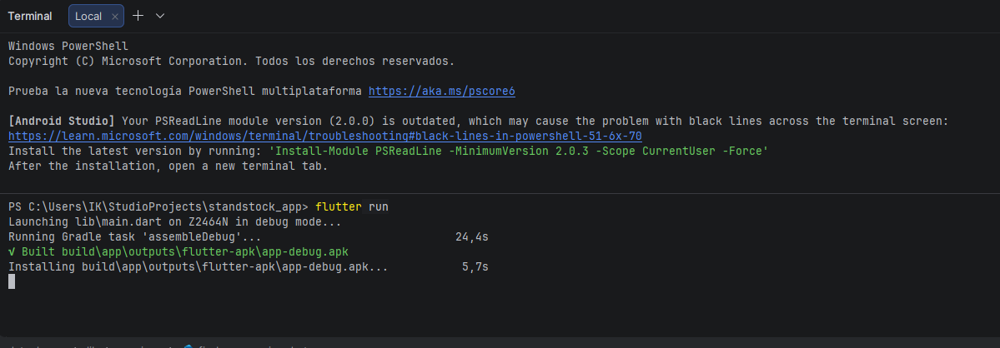 Terminal
Local
Windows PowerShell
Copyright (C) Microsoft Corporation. Todos los derechos reservados.
Prueba la nueva tecnología PowerShell multiplataforma https://aka.ms/pscore6
[Android Studio] Your PSReadLine module version (2.0.0) is outdated, which may cause the problem with black lines across the terminal screen:
https://learn.microsoft.com/windows/terminal/troubleshooting#black-lines-in-powershell-51-6x-70
Install the latest version by running: 'Install-Module PSReadLine -MinimumVersion 2.0.3 -Scope CurrentUser -Force'
After the installation, open a new terminal tab.
PS C:\Users\IK\StudioProjects\standstock_app> flutter run
Launching lib\main.dart on Z2464N in debug mode...
Running Gradle task 'assembleDebug'... 24,4s
√ Built build\app\outputs\flutter-apk\app-debug.apk
Installing build\app\outputs\flutter-apk\app-debug.apk... 5,7s